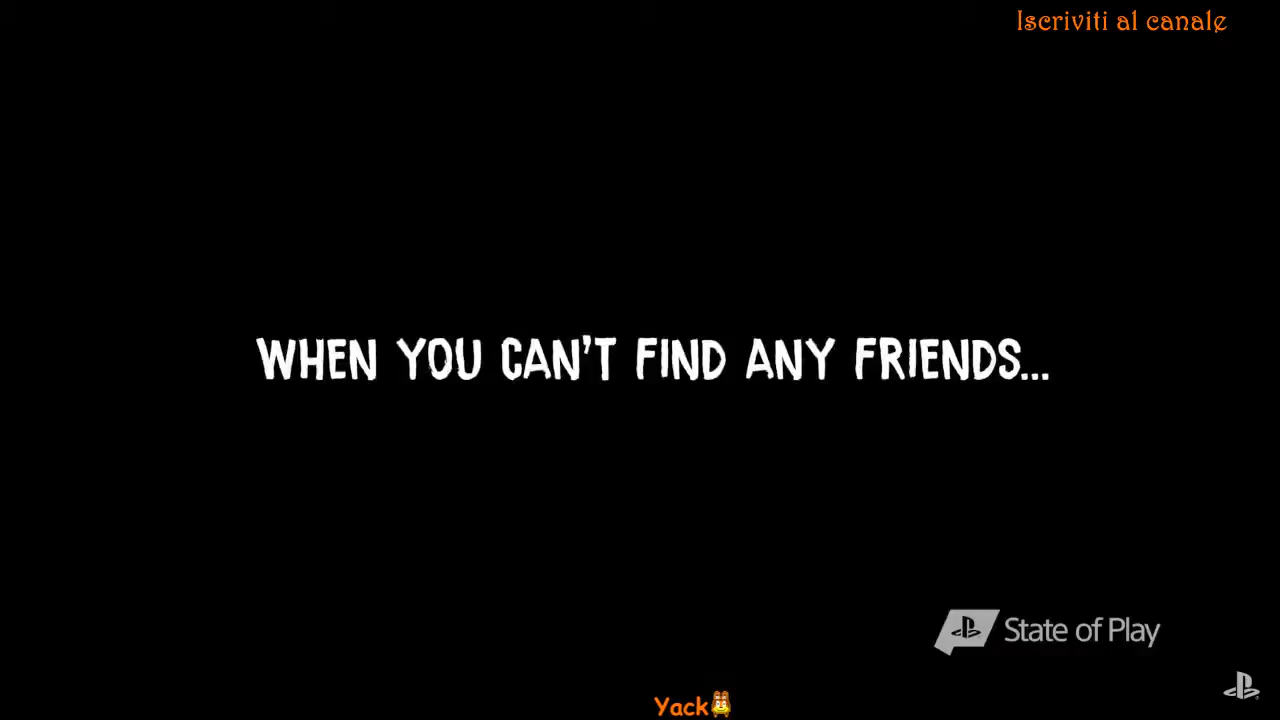 Iscriviti al canale
WHEN YOU CAN'T FIND ANY FRIENDS...
State of Play
Yack